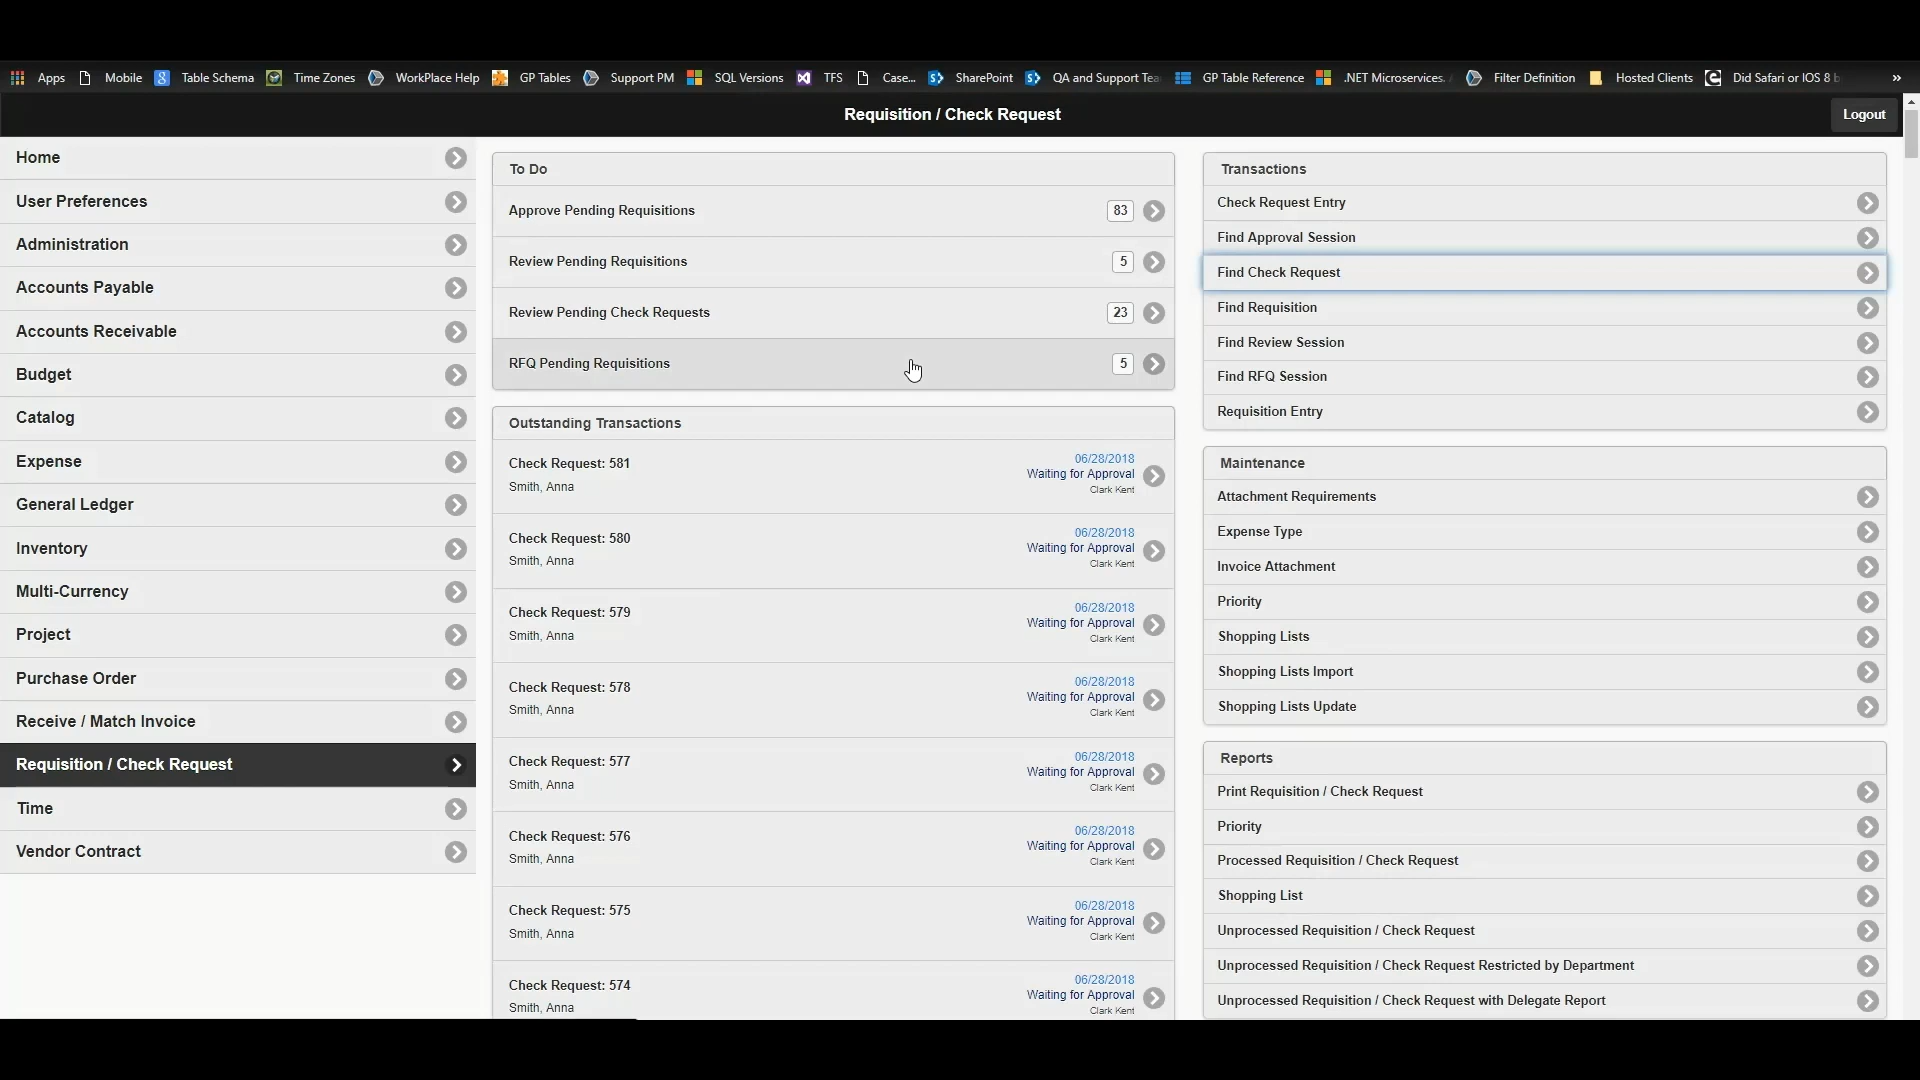 Apps Mobile Table Schema Time Zones WorkPlace Help GP Tables Support PM SQL Versions TFS Case... SharePoint QA and Support GP Table Reference .NET Microservices. Filter Definition Hosted Clients Did Safari or IOS 8 »
Requisition / Check Request
Logout
Home
User Preferences
Administration
Accounts Payable
Accounts Receivable
Budget
Catalog
Expense
General Ledger
Inventory
Multi-Currency
Project
Purchase Order
Receive / Match Invoice
Requisition / Check Request
Time
Vendor Contract
To Do
Approve Pending Requisitions 83
Review Pending Requisitions 5
Review Pending Check Requests 23
RFQ Pending Requisitions 5
Outstanding Transactions
Check Request: 581
Smith, Anna
06/28/2018
Waiting for Approval
Clark Kent
Check Request: 580
Smith, Anna
06/28/2018
Waiting for Approval
Clark Kent
Check Request: 579
Smith, Anna
06/28/2018
Waiting for Approval
Clark Kent
Check Request: 578
Smith, Anna
06/28/2018
Waiting for Approval
Clark Kent
Check Request: 577
Smith, Anna
06/28/2018
Waiting for Approval
Clark Kent
Check Request: 576
Smith, Anna
06/28/2018
Waiting for Approval
Clark Kent
Check Request: 575
Smith, Anna
06/28/2018
Waiting for Approval
Clark Kent
Check Request: 574
Smith, Anna
06/28/2018
Waiting for Approval
Clark Kent
Transactions
Check Request Entry
Find Approval Session
Find Check Request
Find Requisition
Find Review Session
Find RFQ Session
Requisition Entry
Maintenance
Attachment Requirements
Expense Type
Invoice Attachment
Priority
Shopping Lists
Shopping Lists Import
Shopping Lists Update
Reports
Print Requisition / Check Request
Priority
Processed Requisition / Check Request
Shopping List
Unprocessed Requisition / Check Request
Unprocessed Requisition / Check Request Restricted by Department
Unprocessed Requisition / Check Request with Delegate Report